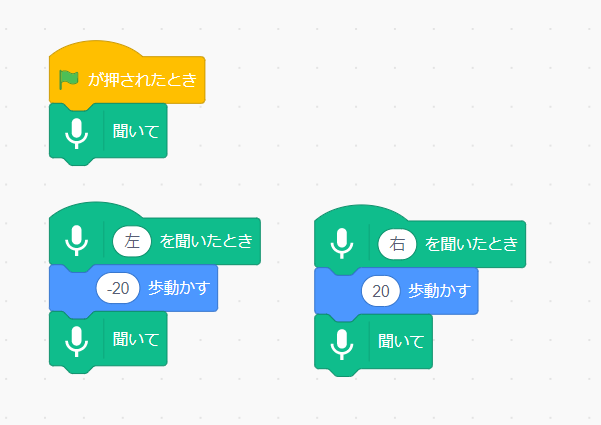 が押されたとき
聞いて
左 を聞いたとき
-20 歩動かす
聞いて
右 を聞いたとき
20 歩動かす
聞いて